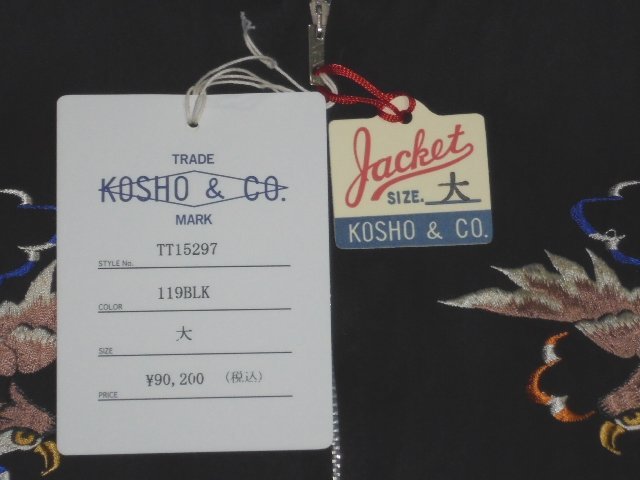 TRADE
KOSHO & CO.
MARK
STYLE No. TT15297
COLOR 119BLK
SIZE 大
PRICE ¥90,200 (税込)
Jacket
SIZE. 大
KOSHO & CO.